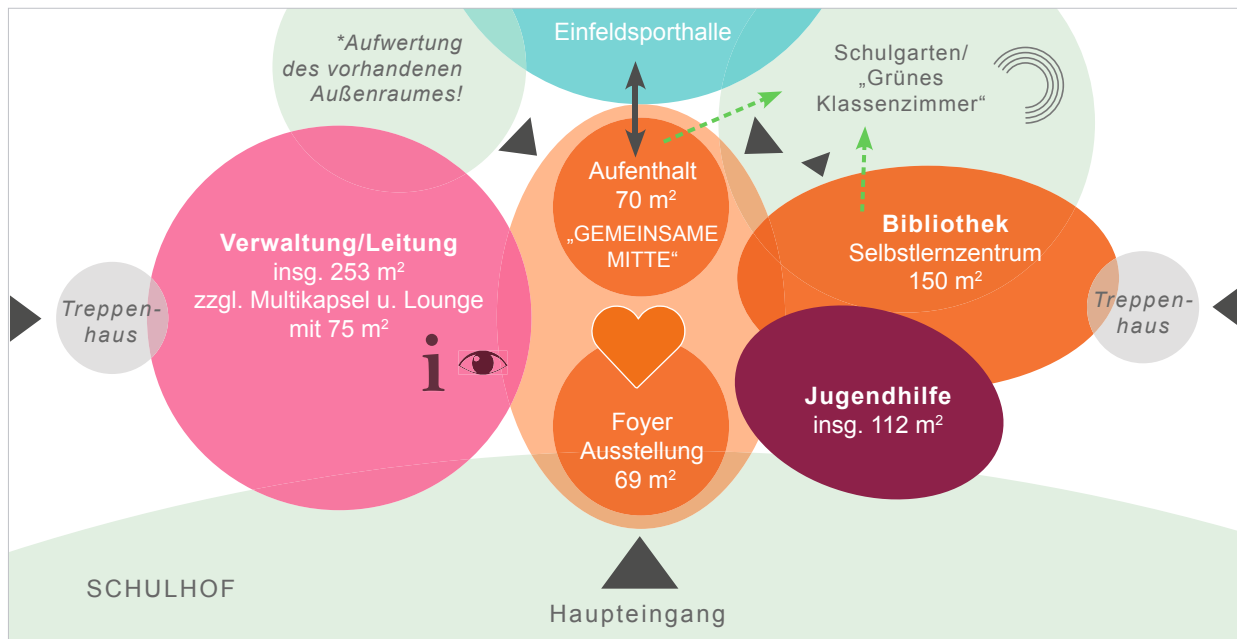 Einfeldsporthalle
*Aufwertung
des vorhandenen
Außenraumes!
Schulgarten/
„Grünes
Klassenzimmer“
Aufenthalt
70 m²
„GEMEINSAME
MITTE“
Verwaltung/Leitung
insg. 253 m²
zzgl. Multikapsel u. Lounge
mit 75 m²
i
Bibliothek
Selbstlernzentrum
150 m²
Treppen-
haus
Treppen-
haus
Jugendhilfe
insg. 112 m²
Foyer
Ausstellung
69 m²
SCHULHOF
Haupteingang